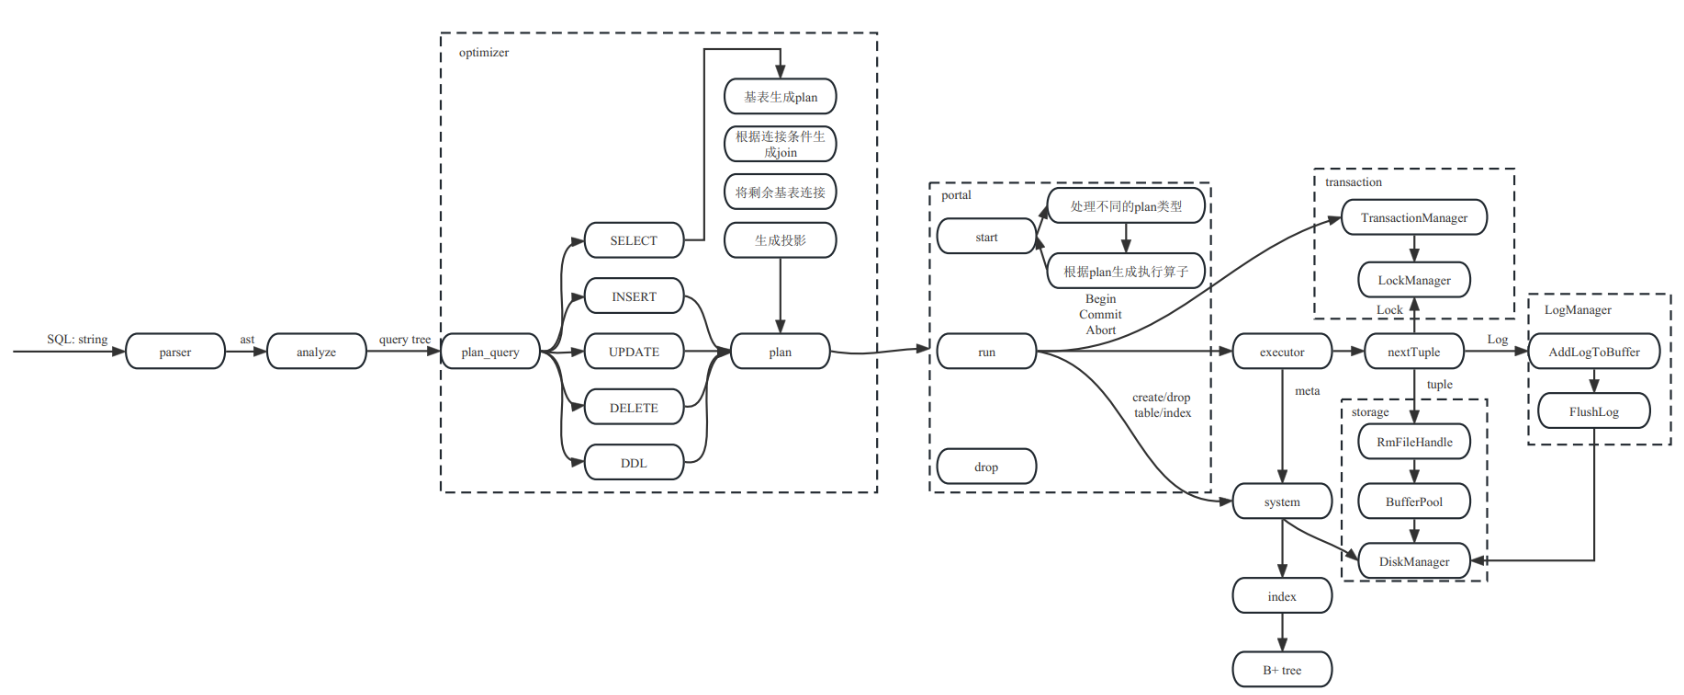 optimizer
基表生成plan
根据连接条件生
成join
将剩余基表连接
生成投影
SELECT
INSERT
UPDATE
DELETE
DDL
SQL: string
parser
ast
analyze
query tree
plan_query
plan
portal
start
处理不同的plan类型
根据plan生成执行算子
Begin
Commit
Abort
run
create/drop
table/index
drop
transaction
TransactionManager
LockManager
Lock
executor
nextTuple
Log
meta
tuple
LogManager
AddLogToBuffer
FlushLog
storage
RmFileHandle
BufferPool
DiskManager
system
index
B+ tree